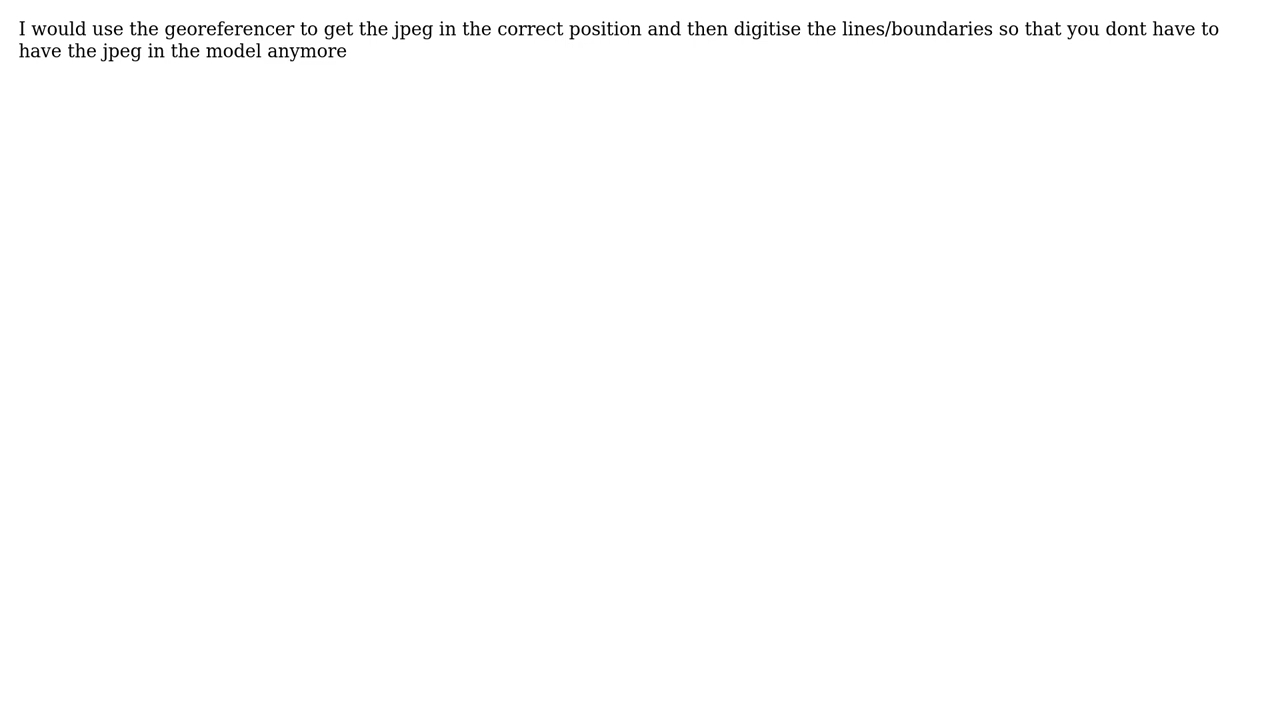 I would use the georeferencer to get the jpeg in the correct position and then digitise the lines/boundaries so that you dont have to
have the jpeg in the model anymore